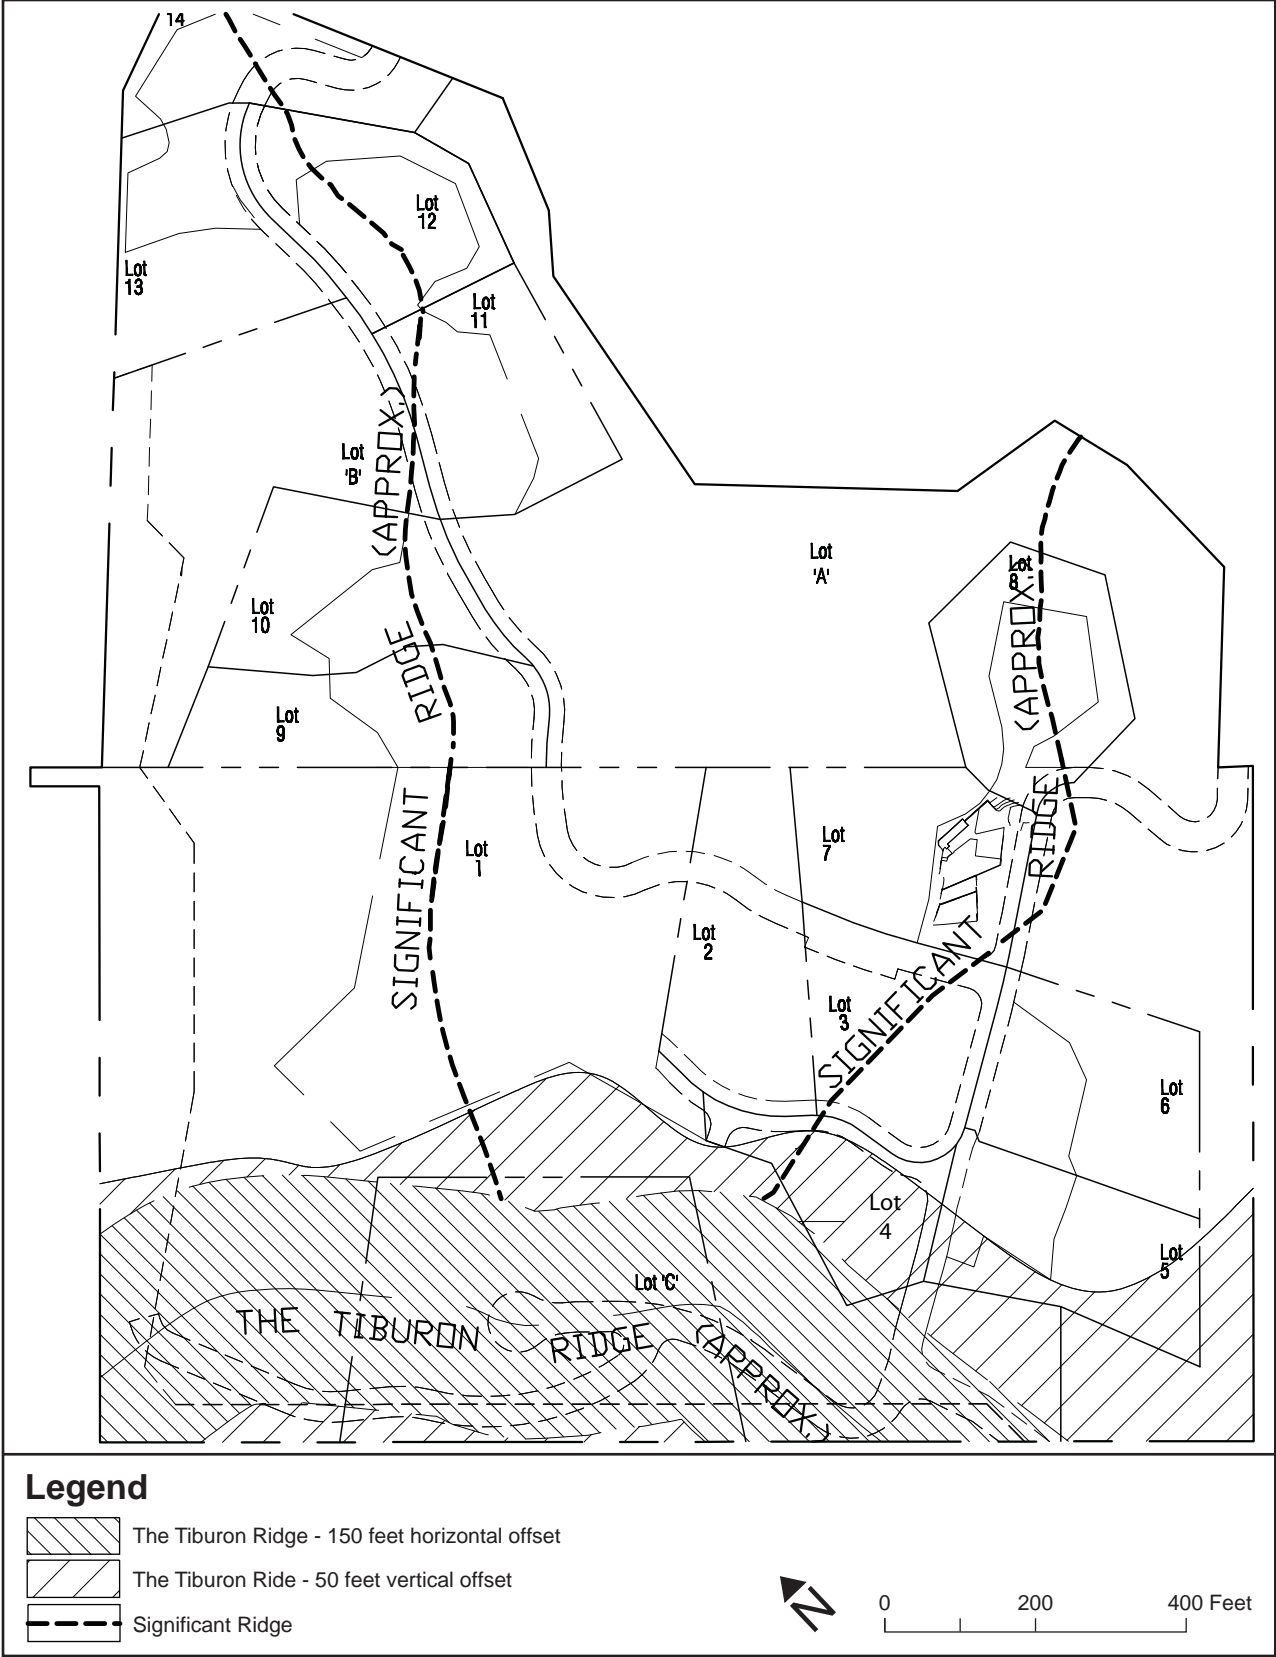 14
Lot
12
Lot
13
Lot
11
Lot
'B'
(APPROX.)
Lot
'A'
Lot
8
(APPROX.)
Lot
10
RIDGE
Lot
9
SIGNIFICANT
Lot
1
Lot
7
RIDGE
Lot
2
SIGNIFICANT
Lot
3
Lot
6
Lot
4
Lot
5
Lot 'C'
THE TIBURON RIDGE (APPROX.)
Legend
The Tiburon Ridge - 150 feet horizontal offset
The Tiburon Ride - 50 feet vertical offset
Significant Ridge
N
0 200 400 Feet